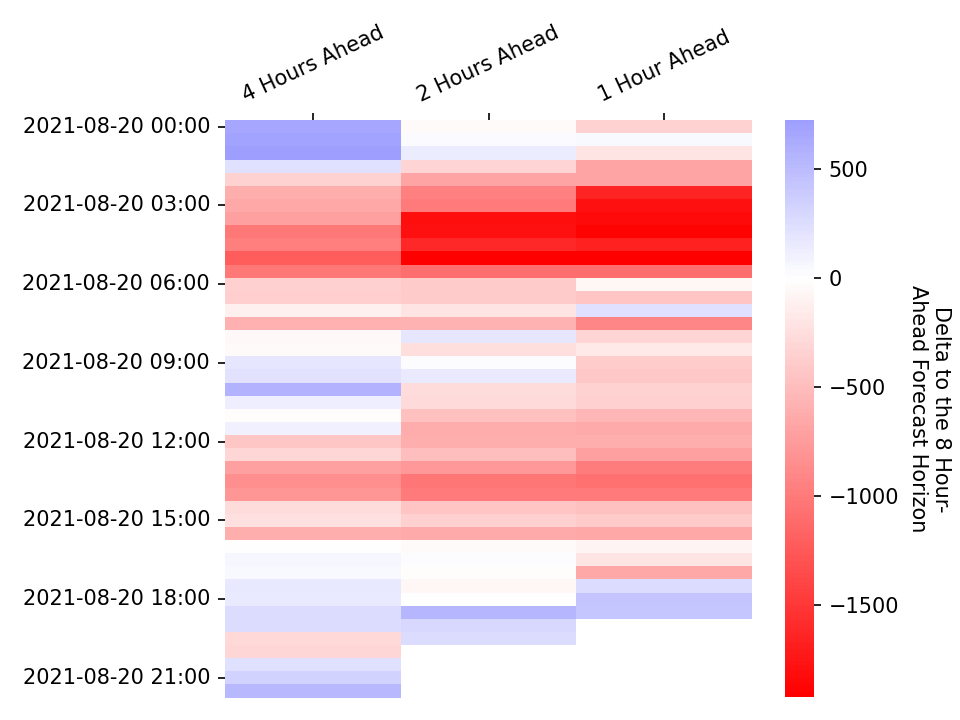 4 Hours Ahead
2 Hours Ahead
1 Hour Ahead
2021-08-20 00:00
2021-08-20 03:00
2021-08-20 06:00
2021-08-20 09:00
2021-08-20 12:00
2021-08-20 15:00
2021-08-20 18:00
2021-08-20 21:00
500
0
−500
−1000
−1500
Delta to the 8 Hour-
Ahead Forecast Horizon